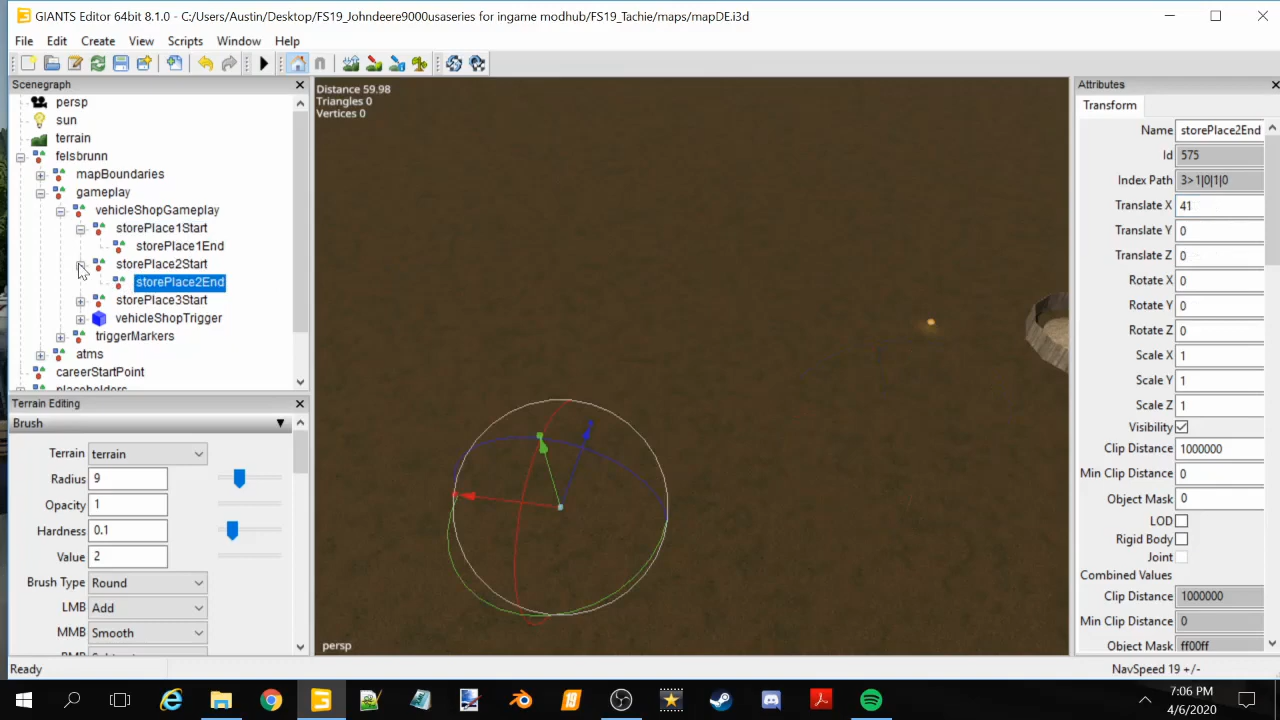 GIANTS Editor 64bit 8.1.0 - C:/Users/Austin/Desktop/FS19_Johndeere9000usaseries for ingame modhub/FS19_Tachie/maps/mapDE.i3d
File Edit Create View Scripts Window Help
Scenegraph
persp
sun
terrain
felsbrunn
mapBoundaries
gameplay
vehicleShopGameplay
storePlace1Start
storePlace1End
storePlace2Start
storePlace2End
storePlace3Start
vehicleShopTrigger
triggerMarkers
atms
careerStartPoint
placeholders
Terrain Editing
Brush
Terrain terrain
Radius 9
Opacity 1
Hardness 0.1
Value 2
Brush Type Round
LMB Add
MMB Smooth
Ready
Distance 59.98
Triangles 0
Vertices 0
persp
Attributes
Transform
Name storePlace2End
Id 575
Index Path 3>1|0|1|0
Translate X 41
Translate Y 0
Translate Z 0
Rotate X 0
Rotate Y 0
Rotate Z 0
Scale X 1
Scale Y 1
Scale Z 1
Visibility
Clip Distance 1000000
Min Clip Distance 0
Object Mask 0
LOD
Rigid Body
Joint
Combined Values
Clip Distance 1000000
Min Clip Distance 0
Object Mask ff00ff
NavSpeed 19 +/-
7:06 PM
4/6/2020